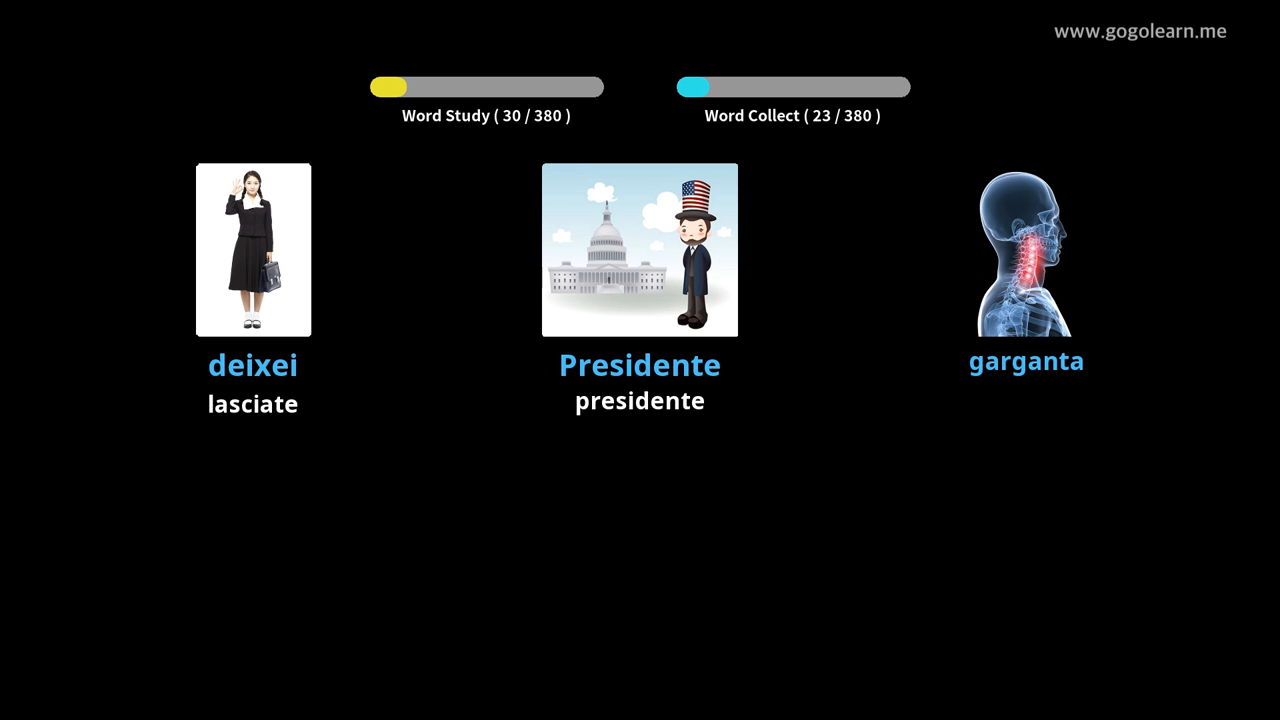 www.gogolearn.me
Word Study ( 30 / 380 )
Word Collect ( 23 / 380 )
deixei
Presidente
garganta
lasciate
presidente